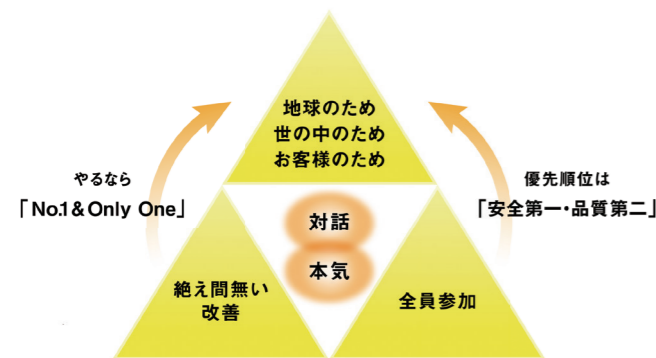 地球のため
世の中のため
お客様のため
やるなら
「No.1＆Only One」
優先順位は
「安全第一・品質第二」
対話
本気
絶え間無い
改善
全員参加